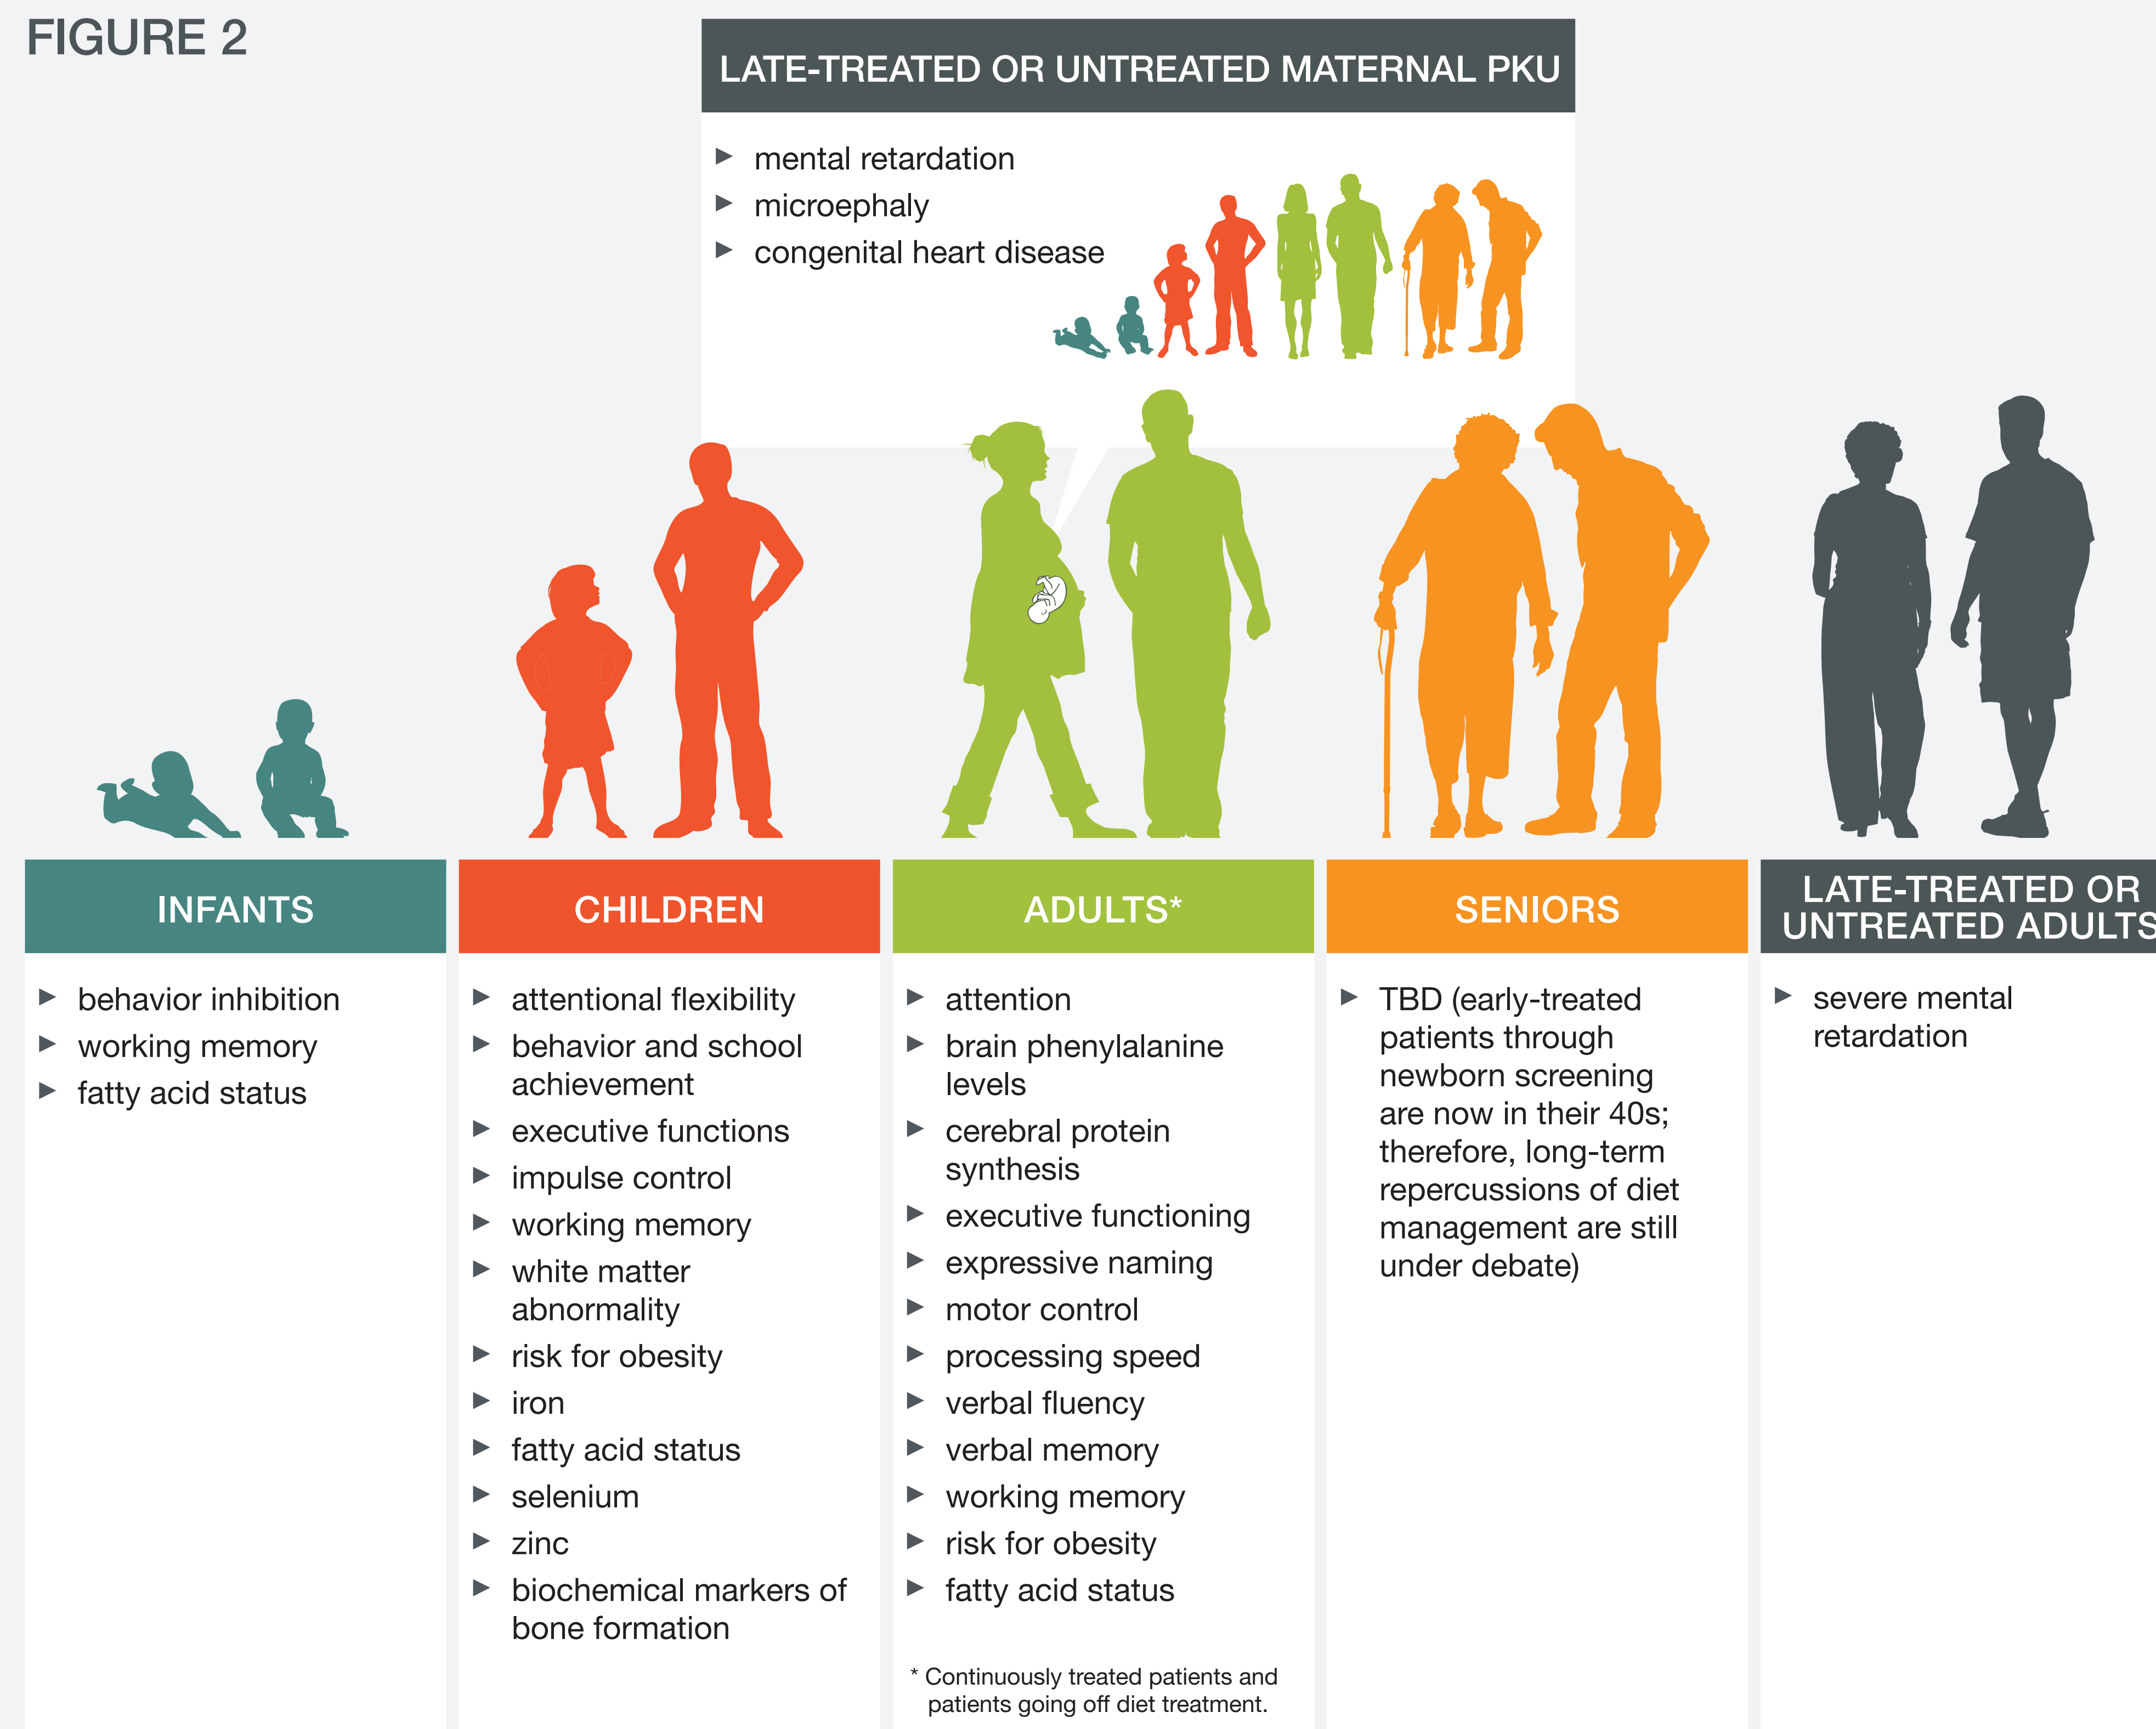 FIGURE 2
LATE-TREATED OR UNTREATED MATERNAL PKU
► mental retardation
► microephaly
► congenital heart disease
INFANTS
► behavior inhibition
► working memory
► fatty acid status
CHILDREN
► attentional flexibility
► behavior and school
achievement
► executive functions
► impulse control
► working memory
► white matter
abnormality
► risk for obesity
► iron
► fatty acid status
► selenium
► zinc
► biochemical markers of
bone formation
ADULTS*
► attention
► brain phenylalanine
levels
► cerebral protein
synthesis
► executive functioning
► expressive naming
► motor control
► processing speed
► verbal fluency
► verbal memory
► working memory
► risk for obesity
► fatty acid status
* Continuously treated patients and
patients going off diet treatment.
SENIORS
► TBD (early-treated
patients through
newborn screening
are now in their 40s;
therefore, long-term
repercussions of diet
management are still
under debate)
LATE-TREATED OR
UNTREATED ADULTS
► severe mental
retardation